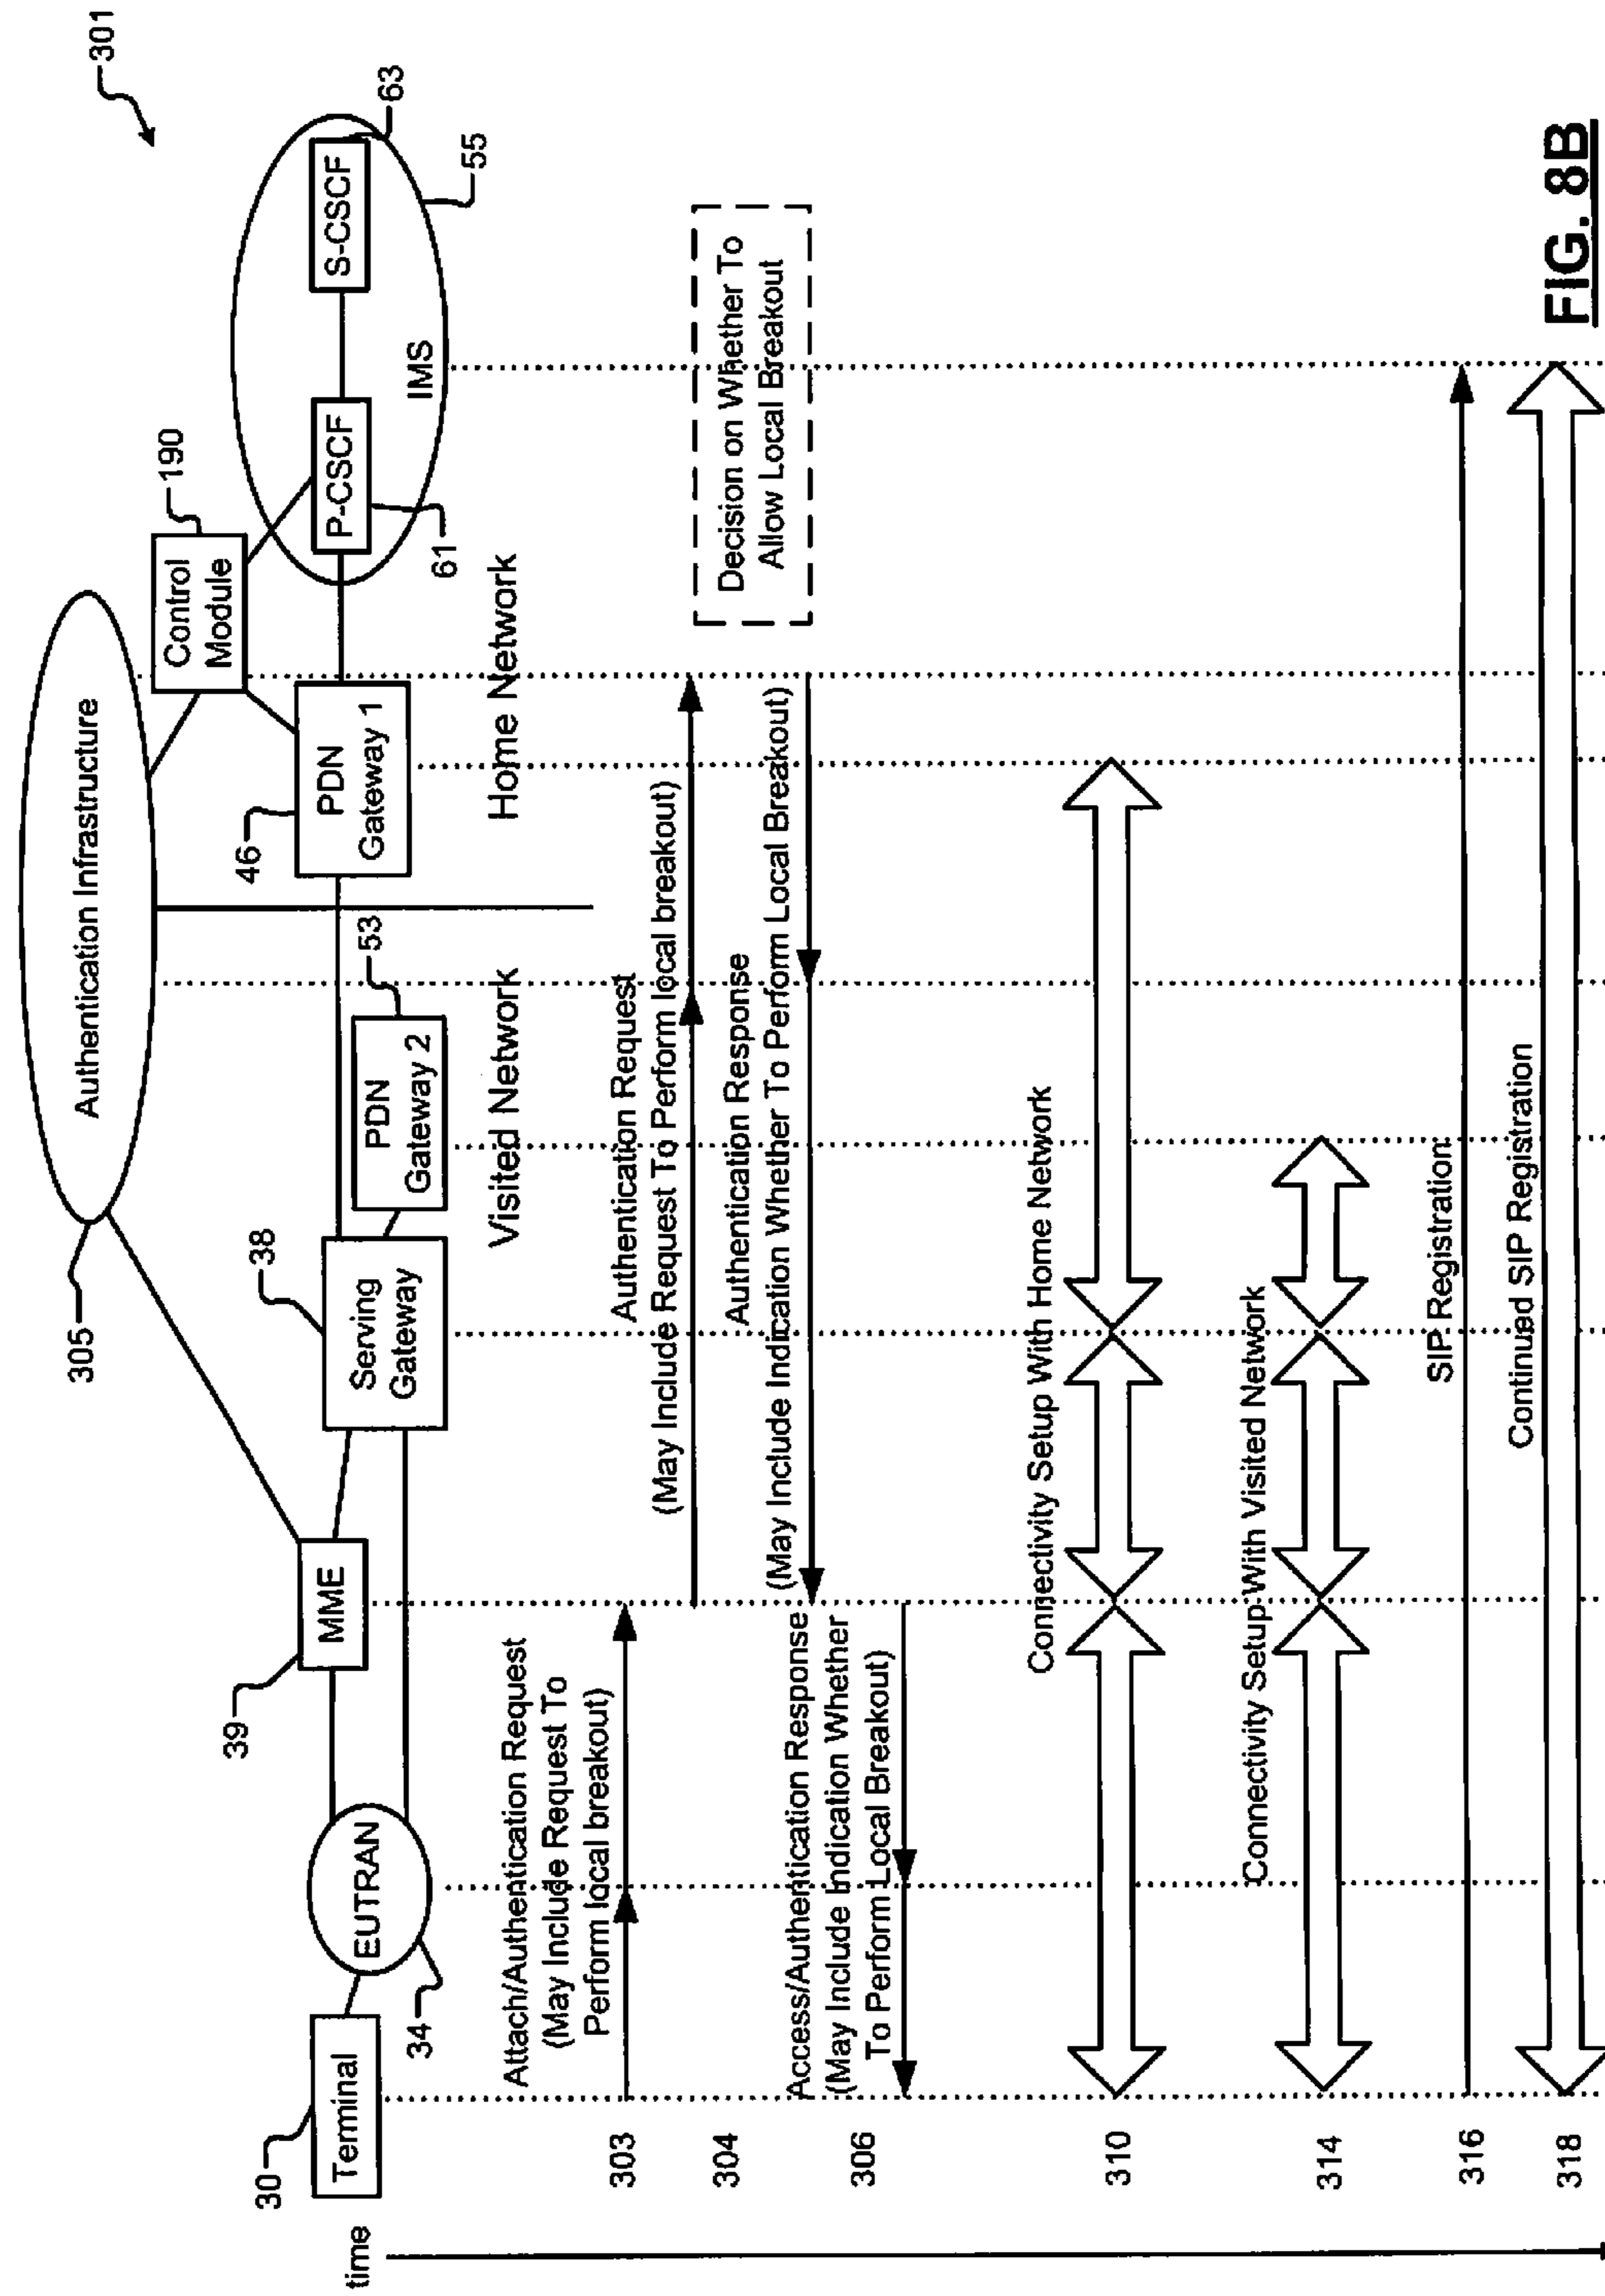 301
Authentication Infrastructure
305
Control
Module
190
30
Terminal
34
EUTRAN
39
MME
38
Serving
Gateway
PDN
Gateway 2
53
46
PDN
Gateway 1
P-CSCF
61
IMS
S-CSCF
63
55
Visited Network
Home Network
time
303
Attach/Authentication Request
(May Include Request To
Perform local breakout)
304
Authentication Request
(May Include Request To Perform local breakout)
Decision on Whether To
Allow Local Breakout
Authentication Response
(May Include Indication Whether To Perform Local Breakout)
306
Access/Authentication Response
(May Include Indication Whether
To Perform Local Breakout)
310
Connectivity Setup With Home Network
314
Connectivity Setup With Visited Network
316
SIP Registration
318
Continued SIP Registration
FIG. 8B